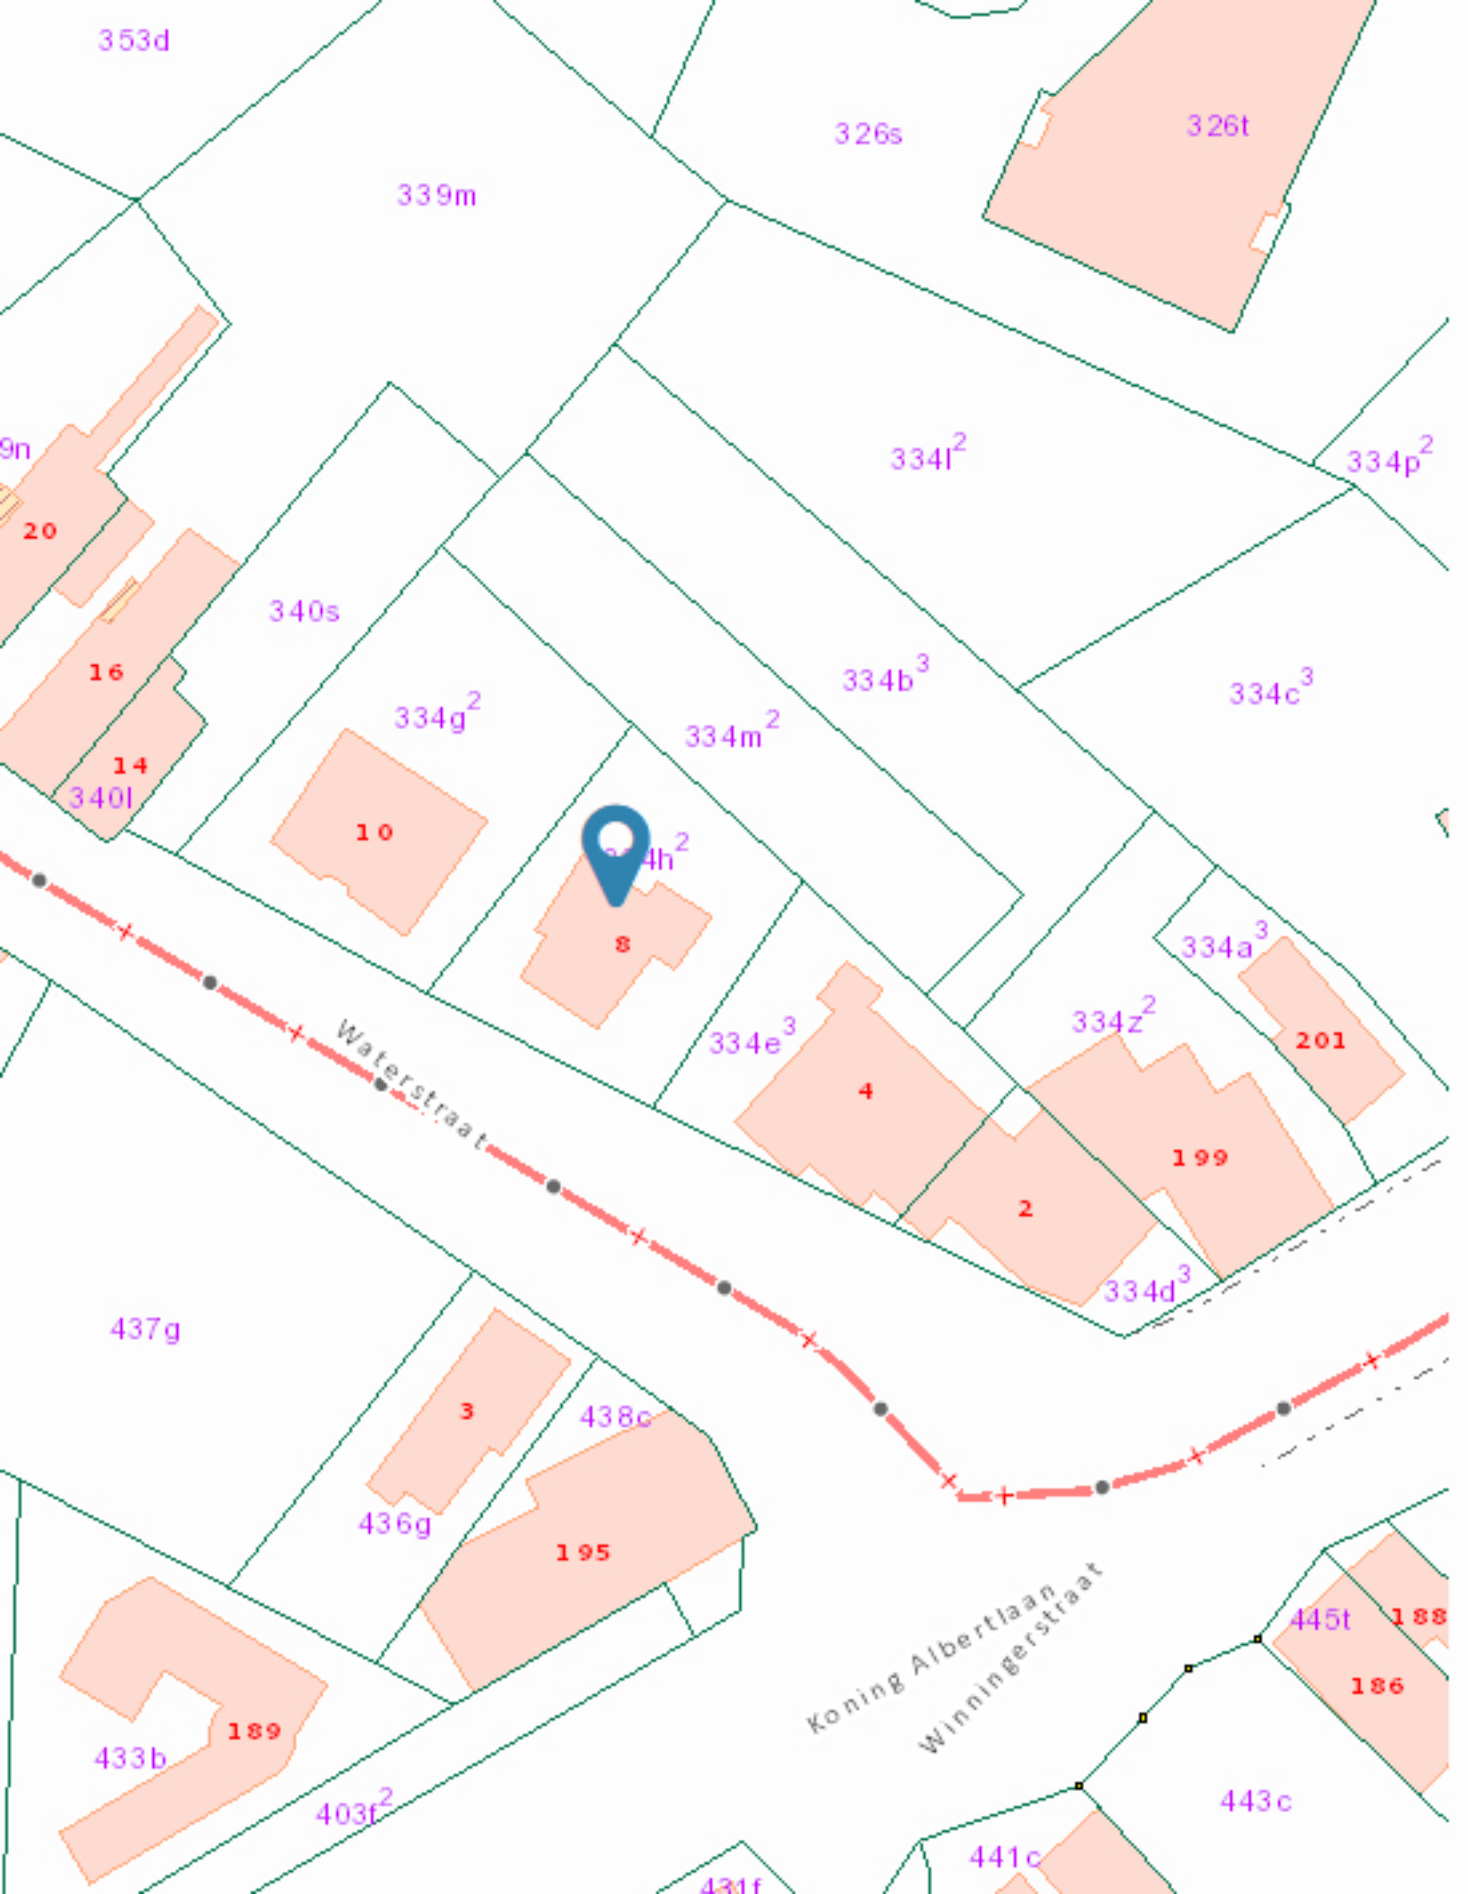 353d
326t
326s
339m
9n
334l²
334p²
20
340s
16
334b³
334c³
334g²
334m²
14
340l
10
4h²
8
334a³
334z²
201
334e³
Waterstraat
4
199
2
334d³
437g
3
438c
436g
195
Koning Albertlaan
Winningerstraat
445t
188
186
189
433b
443c
403f²
441c
431f